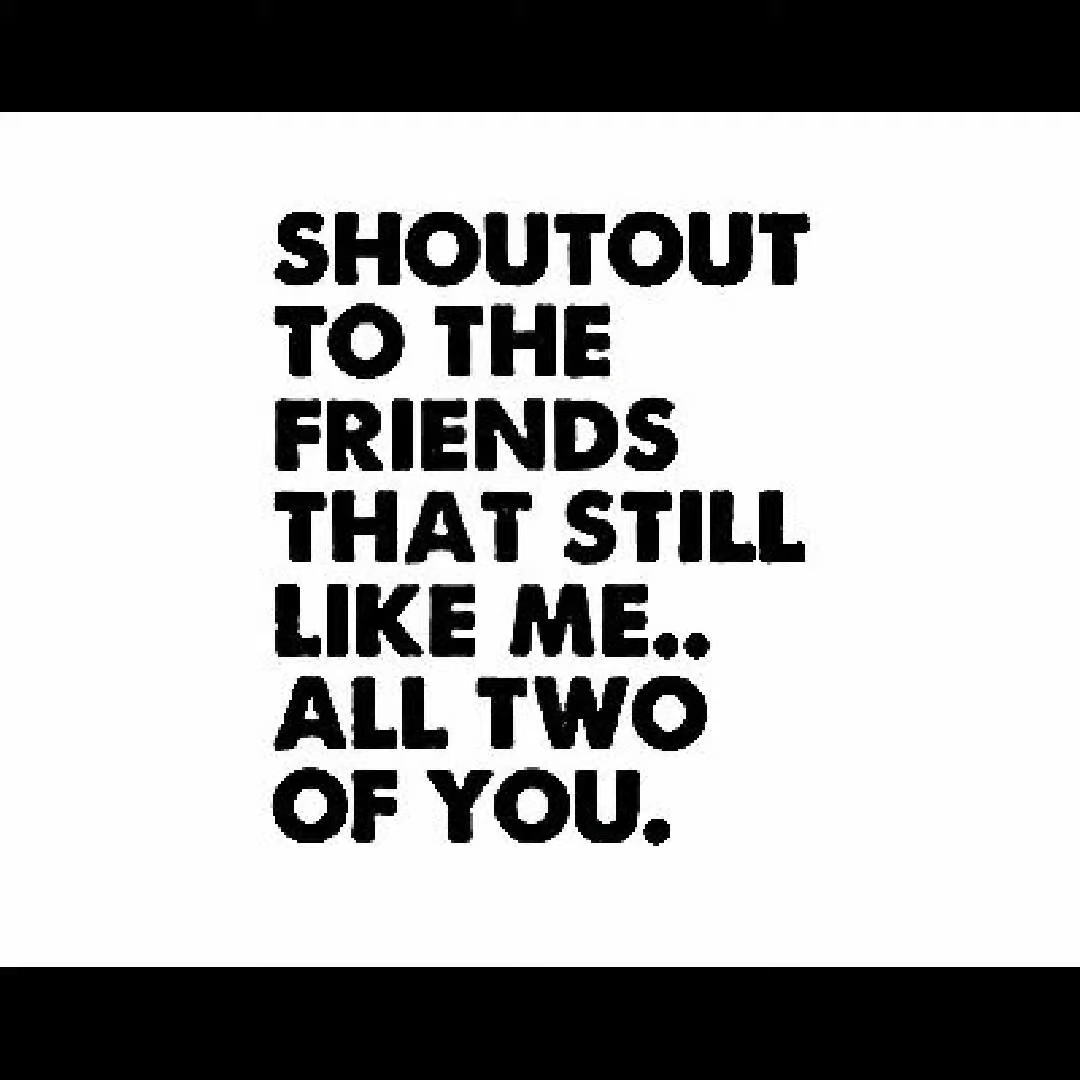 SHOUTOUT
TO THE
FRIENDS
THAT STILL
LIKE ME..
ALL TWO
OF YOU.